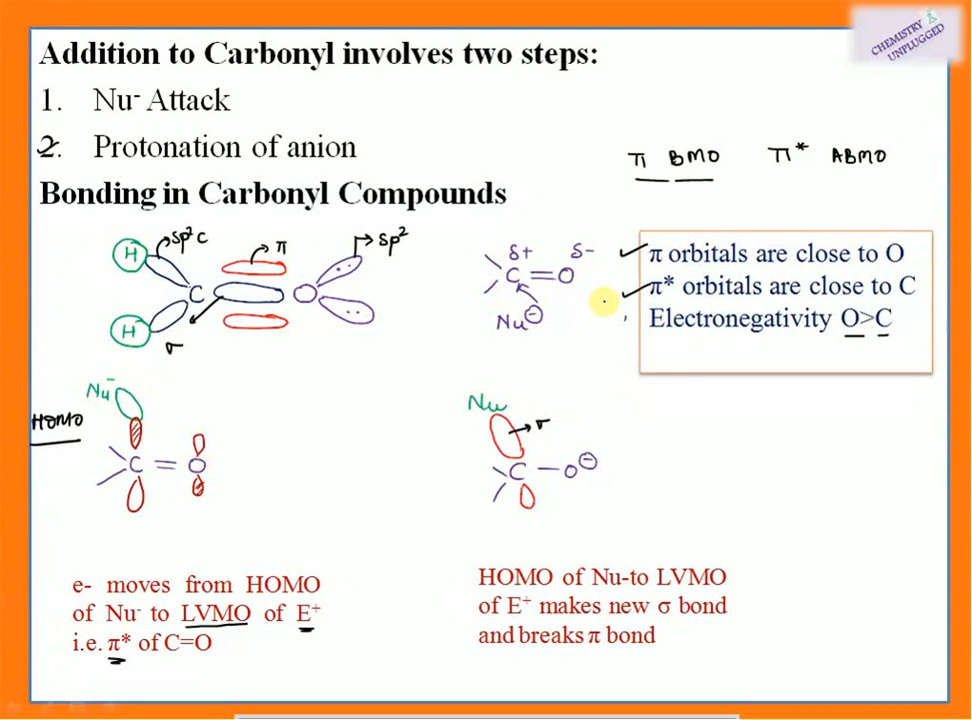 CHEMISTRY
UNPLUGGED
Addition to Carbonyl involves two steps:
1. Nu⁻ Attack
2. Protonation of anion
π BMO π* ABMO
Bonding in Carbonyl Compounds
H sp²c π sp²
C O
H
σ
δ+ δ-
C=O
Nu⊖
π orbitals are close to O
π* orbitals are close to C
Electronegativity O>C
Nu⁻
HOMO
C = O
Nu
σ
C – O⊖
e- moves from HOMO
of Nu⁻ to LVMO of E⁺
i.e. π* of C=O
HOMO of Nu-to LVMO
of E⁺ makes new σ bond
and breaks π bond